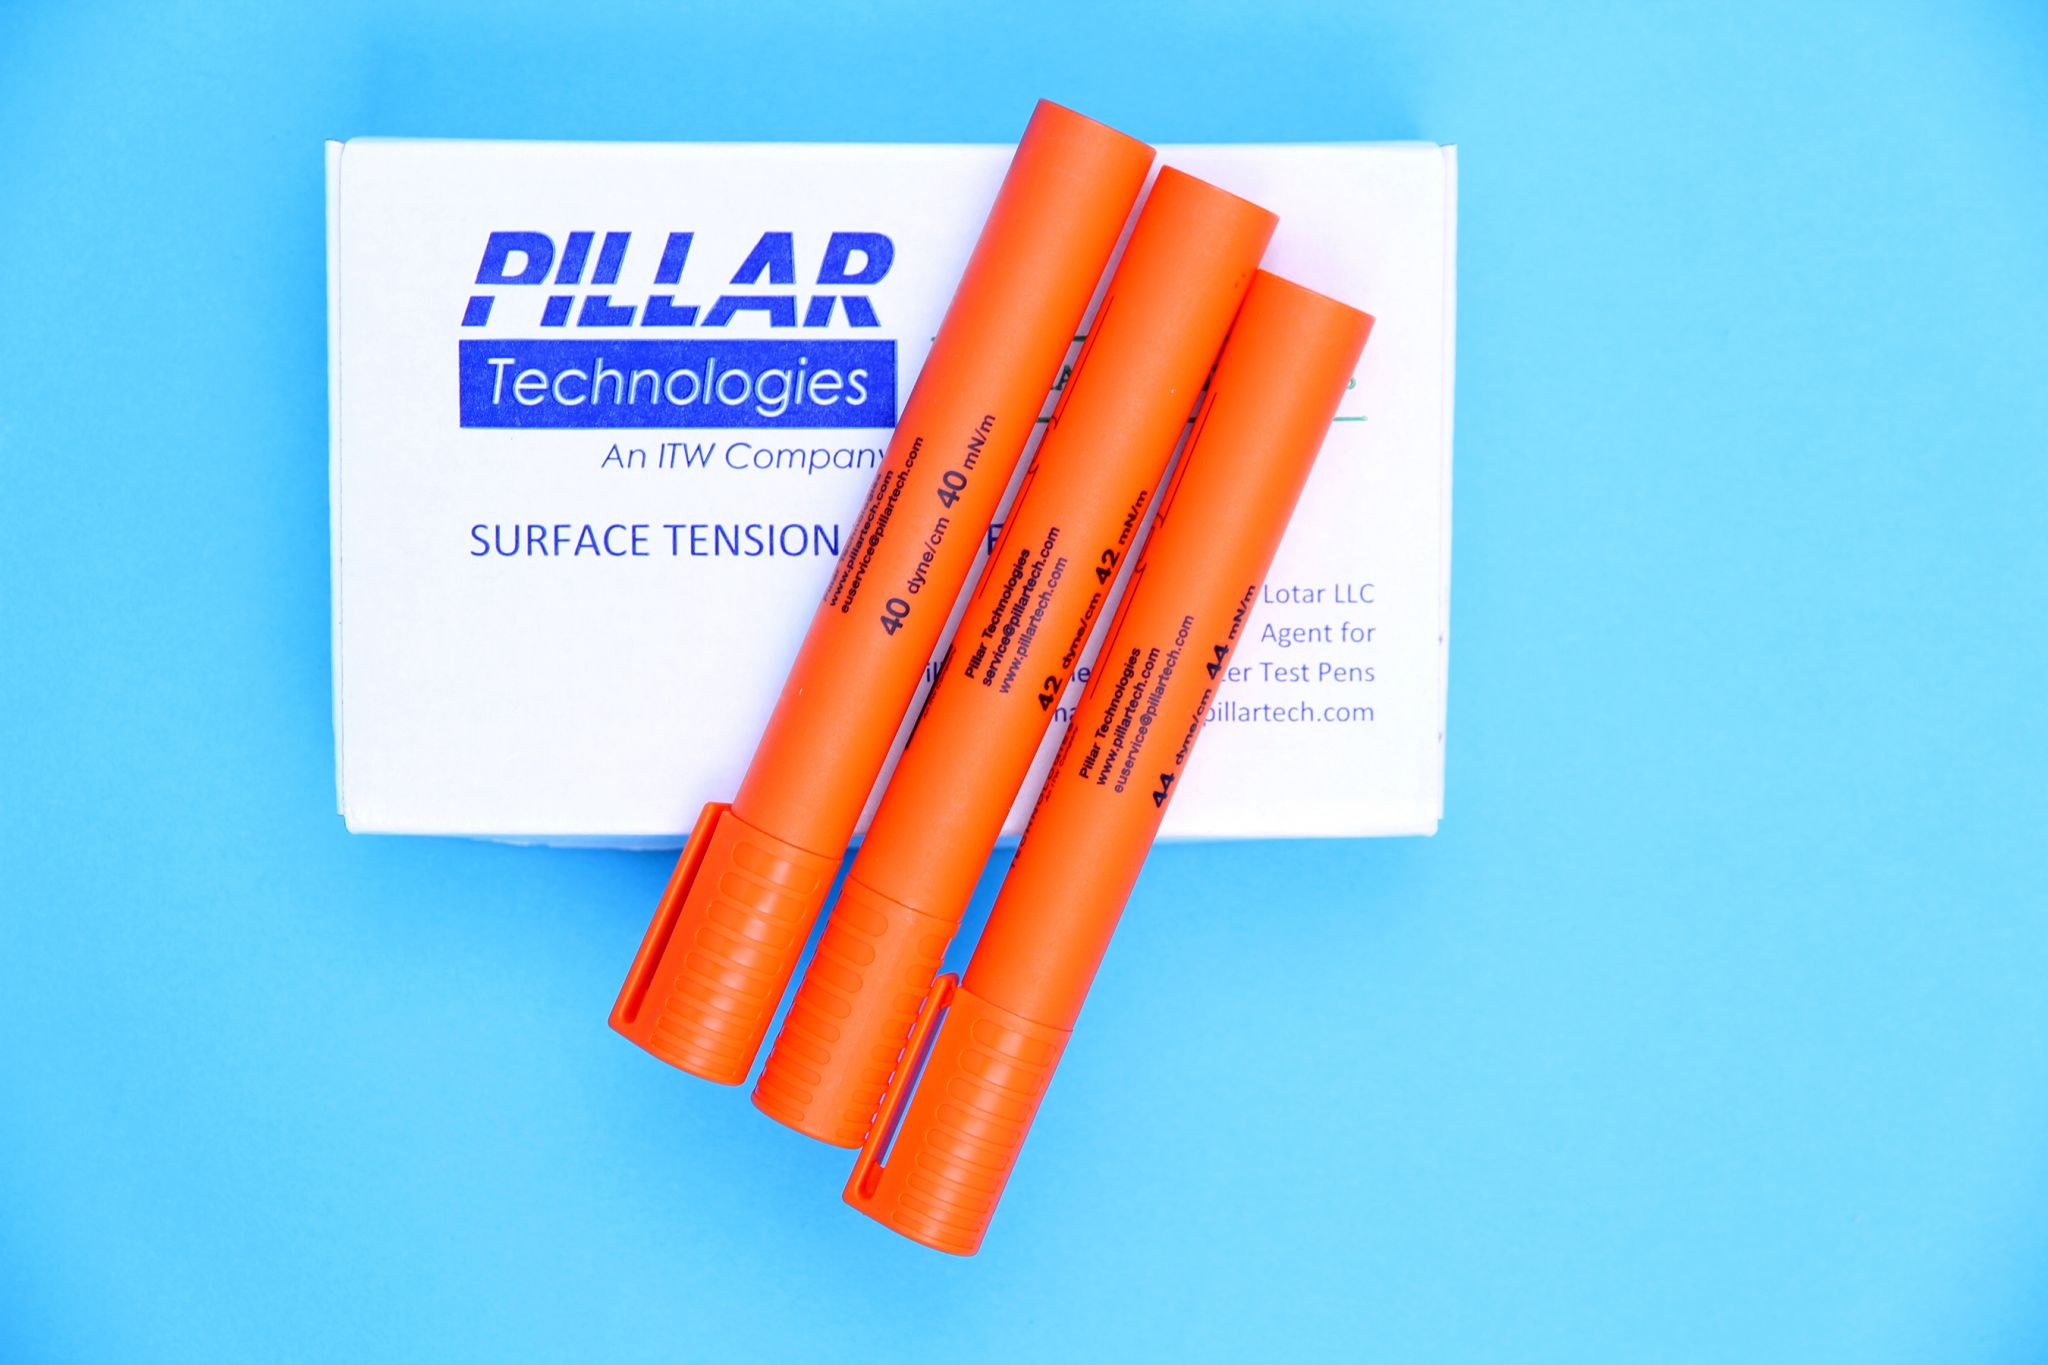 PILLAR
Technologies
An ITW Company
SURFACE TENSION
Lotar LLC
Agent for
Test Pens
pillartech.com
Pillar Technologies
www.pillartech.com
euservice@pillartech.com
40 dyne/cm 40 mN/m
Pillar Technologies
service@pillartech.com
www.pillartech.com
42 dyne/cm 42 mN/m
Pillar Technologies
www.pillartech.com
euservice@pillartech.com
44 dyne/cm 44 mN/m